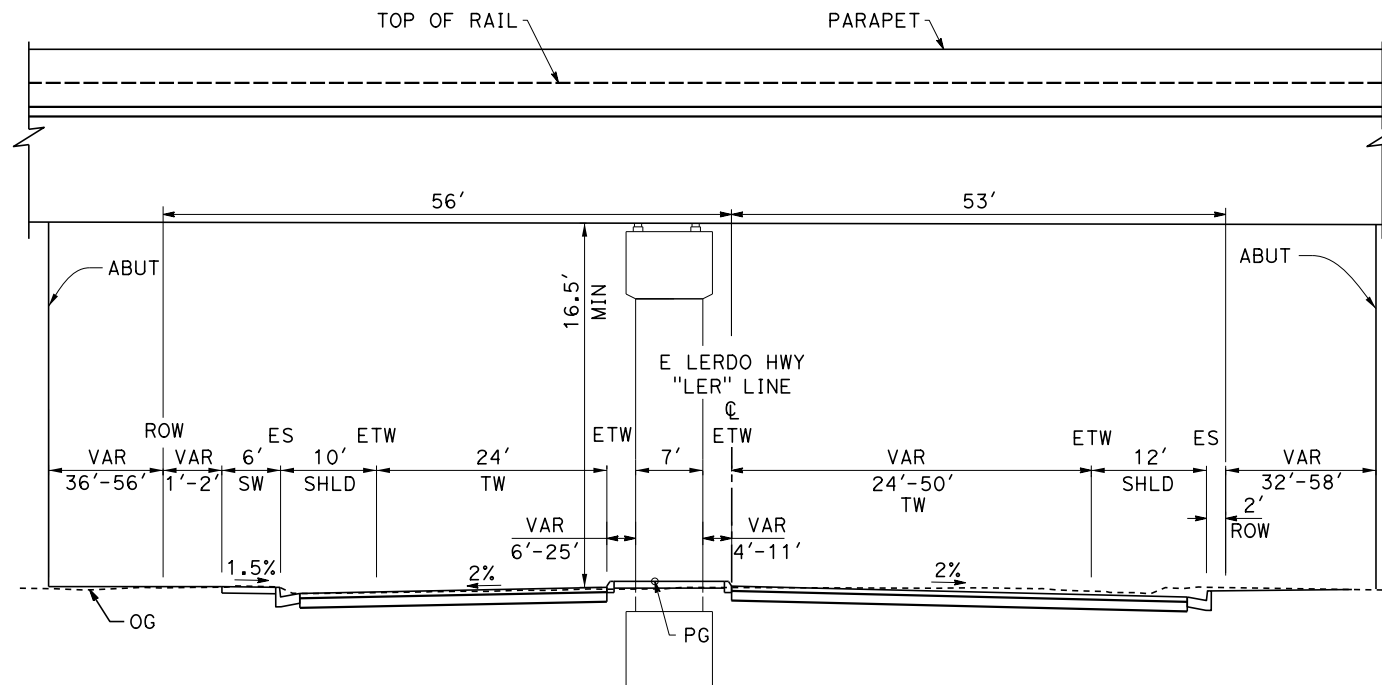 TOP OF RAIL
PARAPET
56′
53′
ABUT
ABUT
16.5′
MIN
E LERDO HWY
"LER" LINE
℄
ROW
ES
ETW
ETW
ETW
ETW
ES
VAR
VAR
6′
10′
24′
7′
VAR
12′
VAR
36′-56′
1′-2′
SW
SHLD
TW
24′-50′
TW
SHLD
32′-58′
2′
ROW
VAR
6′-25′
VAR
4′-11′
1.5%
2%
2%
OG
PG